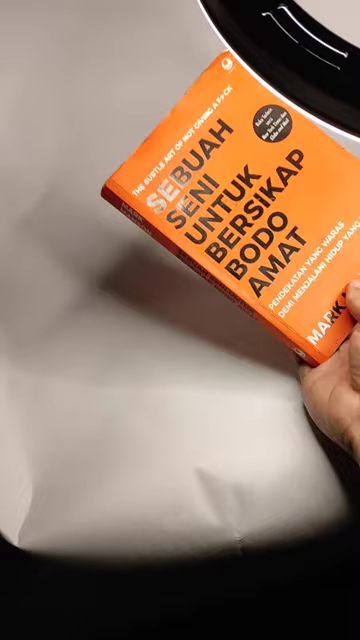 THE SUBTLE ART OF NOT GIVING A F*CK
SEBUAH
SENI
UNTUK
BERSIKAP
BODO
AMAT
PENDEKATAN YANG WARAS
DEMI MENJALANI HIDUP YANG
MARK